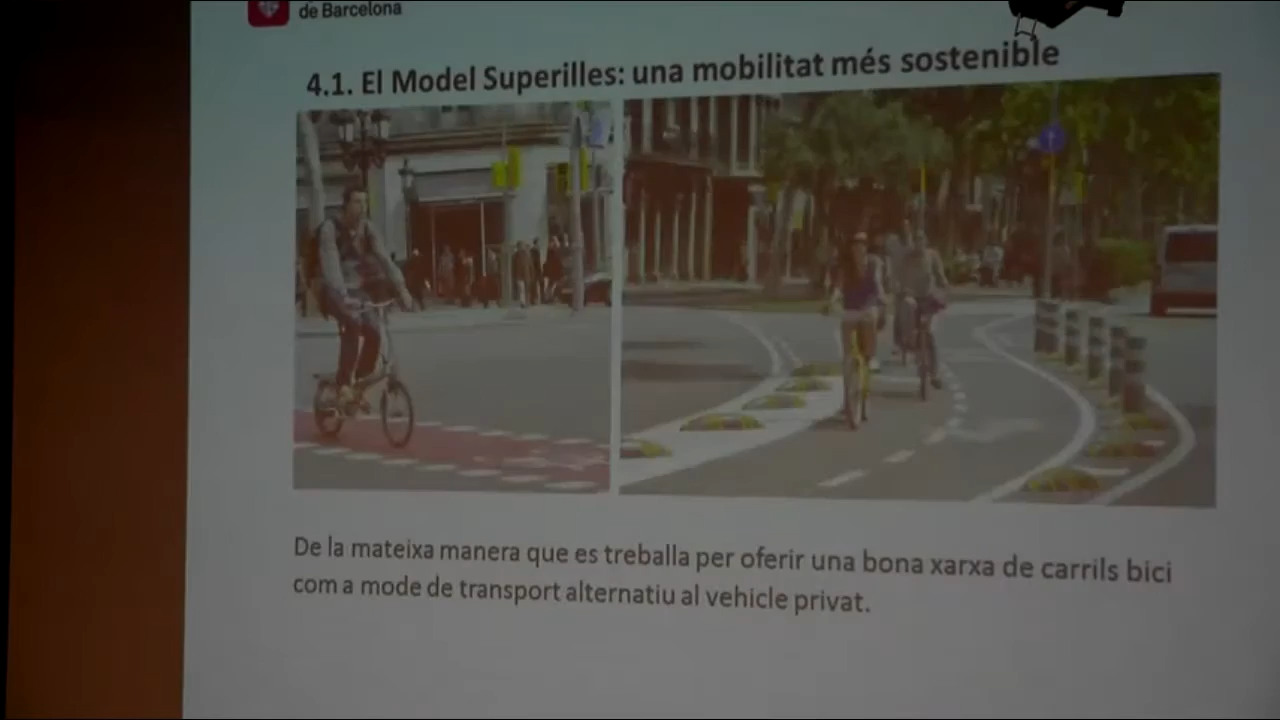 de Barcelona
4.1. El Model Superilles: una mobilitat més sostenible
De la mateixa manera que es treballa per oferir una bona xarxa de carrils bici
com a mode de transport alternatiu al vehicle privat.